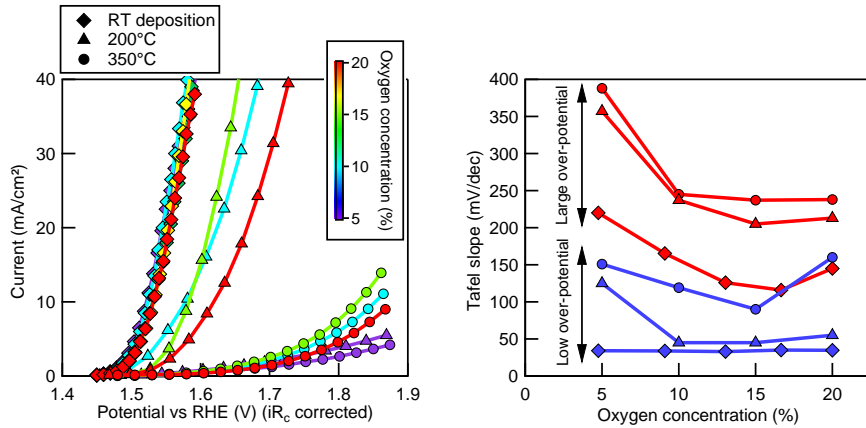 RT deposition
200°C
350°C
40
30
20
10
0
Current (mA/cm²)
1.4
1.5
1.6
1.7
1.8
1.9
Potential vs RHE (V) (iRc corrected)
20
15
10
5
Oxygen concentration (%)
400
350
300
250
200
150
100
50
0
Tafel slope (mV/dec)
Large over-potential
Low over-potential
5
10
15
20
Oxygen concentration (%)